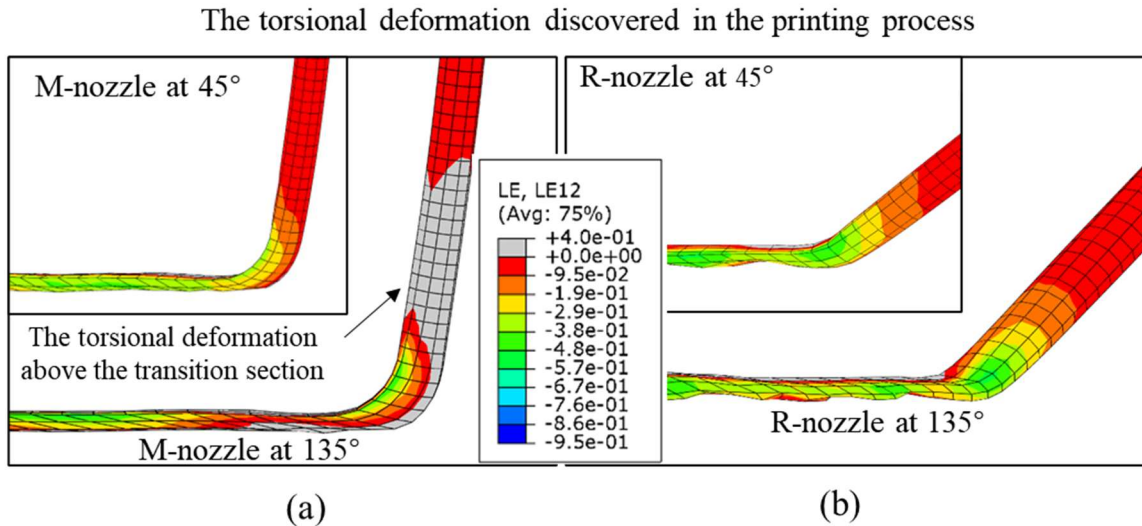 The torsional deformation discovered in the printing process
M-nozzle at 45°
R-nozzle at 45°
LE, LE12
(Avg: 75%)
+4.0e-01
+0.0e+00
-9.5e-02
-1.9e-01
-2.9e-01
-3.8e-01
-4.8e-01
-5.7e-01
-6.7e-01
-7.6e-01
-8.6e-01
-9.5e-01
The torsional deformation
above the transition section
M-nozzle at 135°
R-nozzle at 135°
(a)
(b)